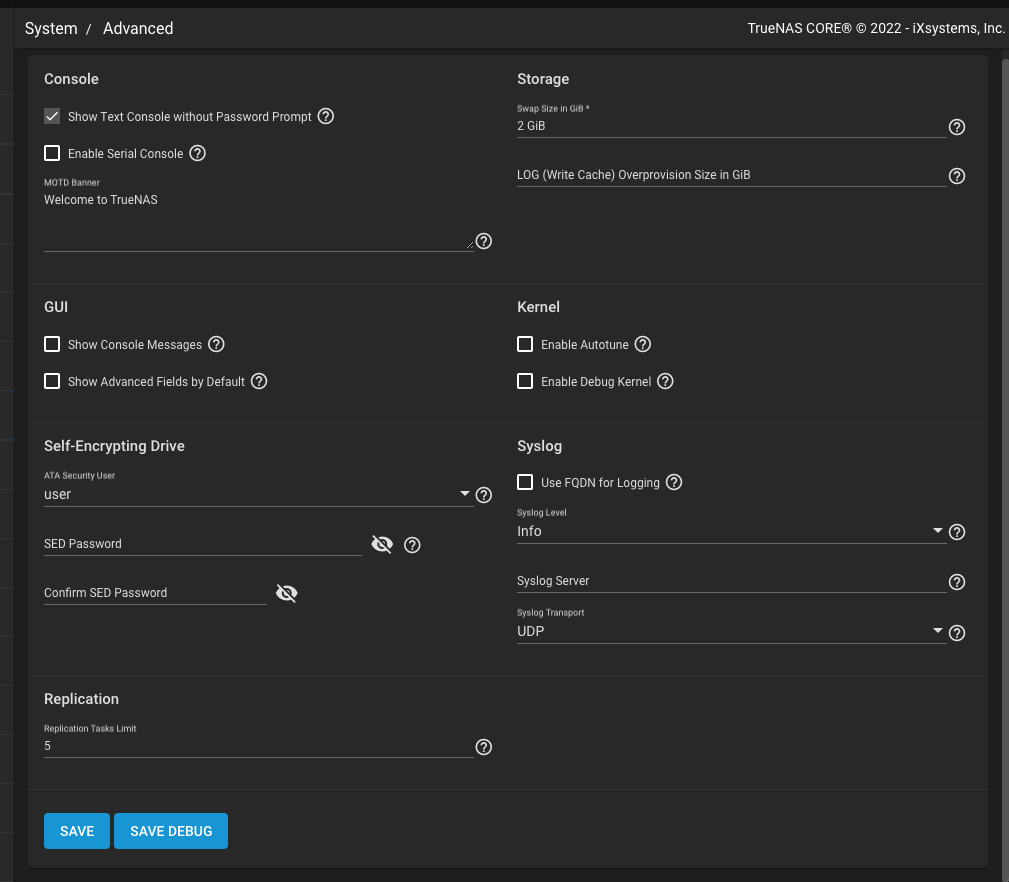 System / Advanced
TrueNAS CORE® © 2022 - iXsystems, Inc.
Console
Show Text Console without Password Prompt
Enable Serial Console
MOTD Banner
Welcome to TrueNAS
Storage
Swap Size in GiB *
2 GiB
LOG (Write Cache) Overprovision Size in GiB
GUI
Show Console Messages
Show Advanced Fields by Default
Kernel
Enable Autotune
Enable Debug Kernel
Self-Encrypting Drive
ATA Security User
user
SED Password
Confirm SED Password
Syslog
Use FQDN for Logging
Syslog Level
Info
Syslog Server
Syslog Transport
UDP
Replication
Replication Tasks Limit
5
SAVE
SAVE DEBUG